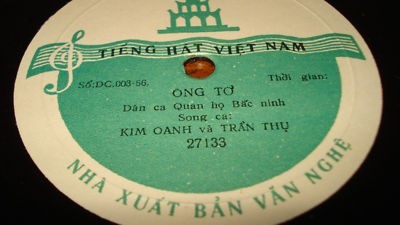 TIẾNG HÁT VIỆT NAM
Số:DC.003-56. Thời gian:
ÔNG TƠ
Dân ca Quan họ Bắc ninh
Song ca:
KIM OANH và TRẦN THỤ
27133
NHÀ XUẤT BẢN VĂN NGHỆ